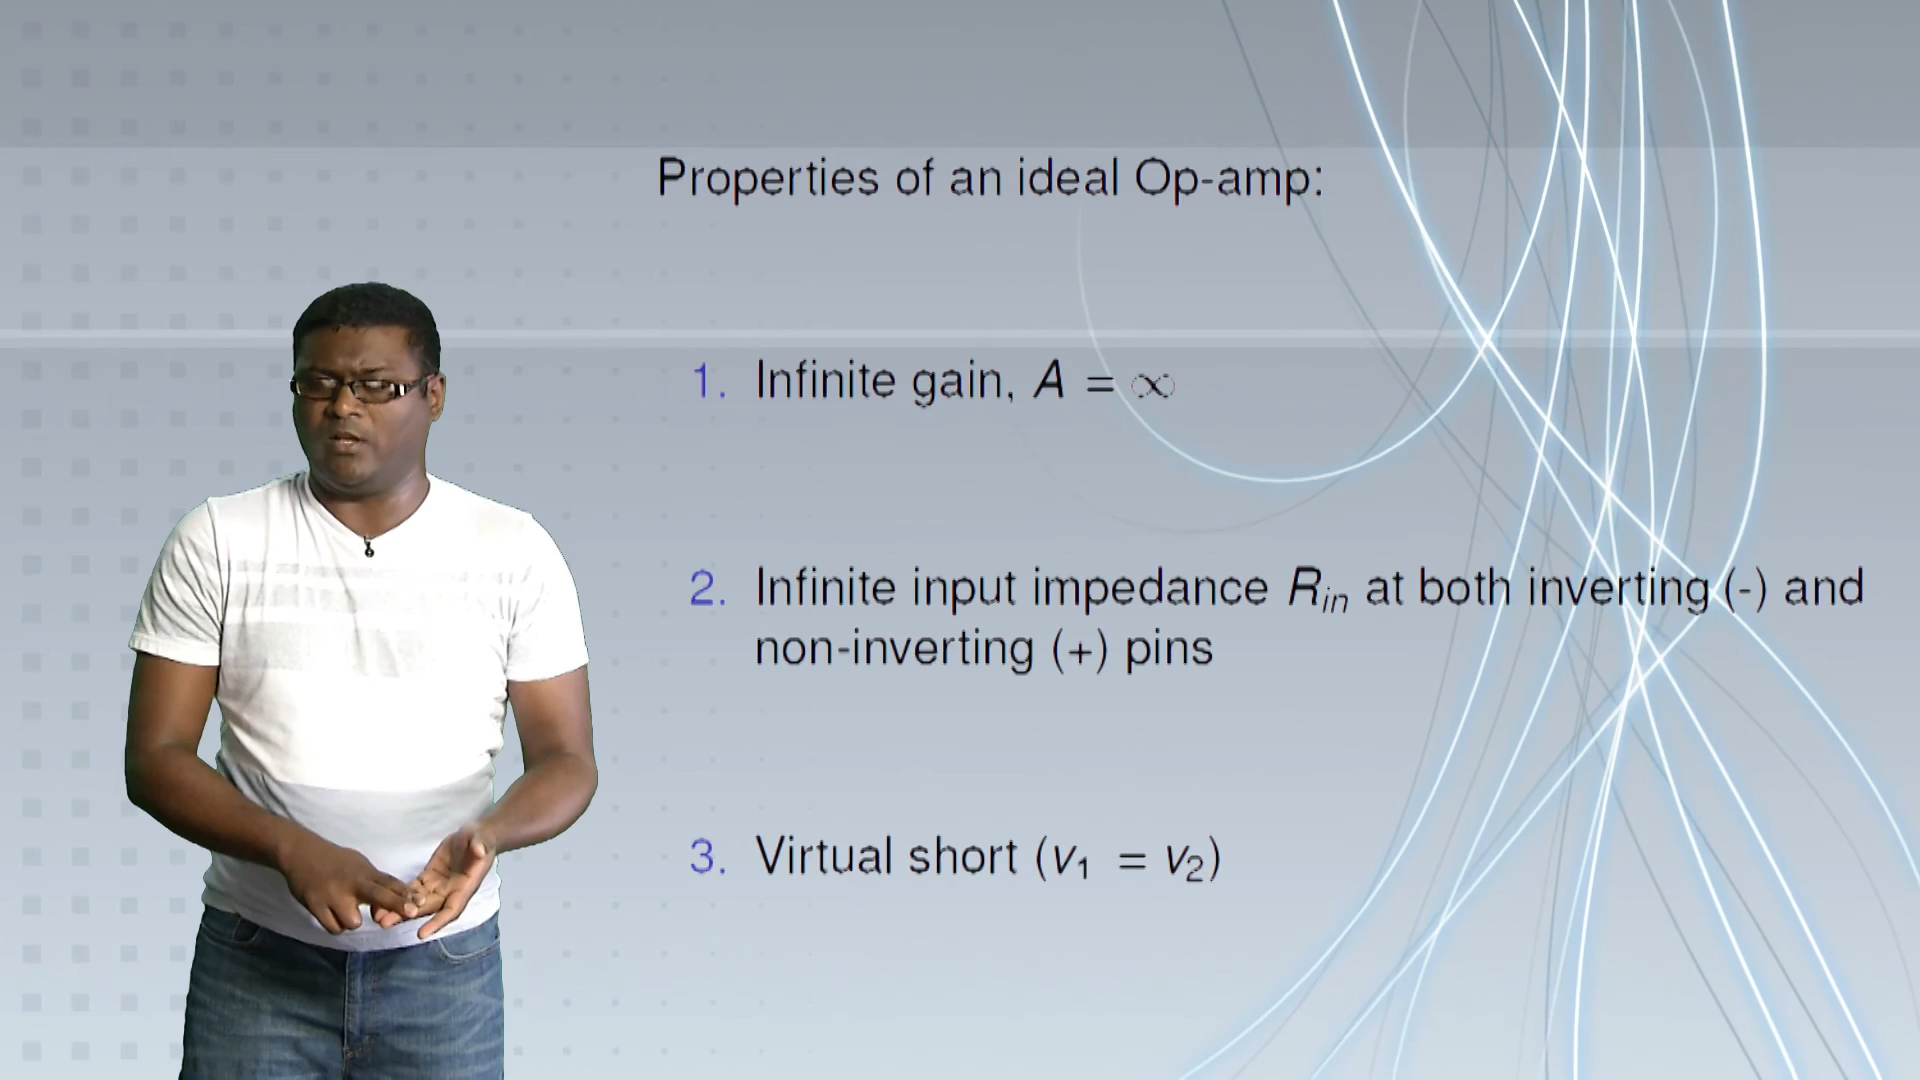 Properties of an ideal Op-amp:
1. Infinite gain, A = ∞
2. Infinite input impedance Rin at both inverting (-) and
non-inverting (+) pins
3. Virtual short (v1 = v2)